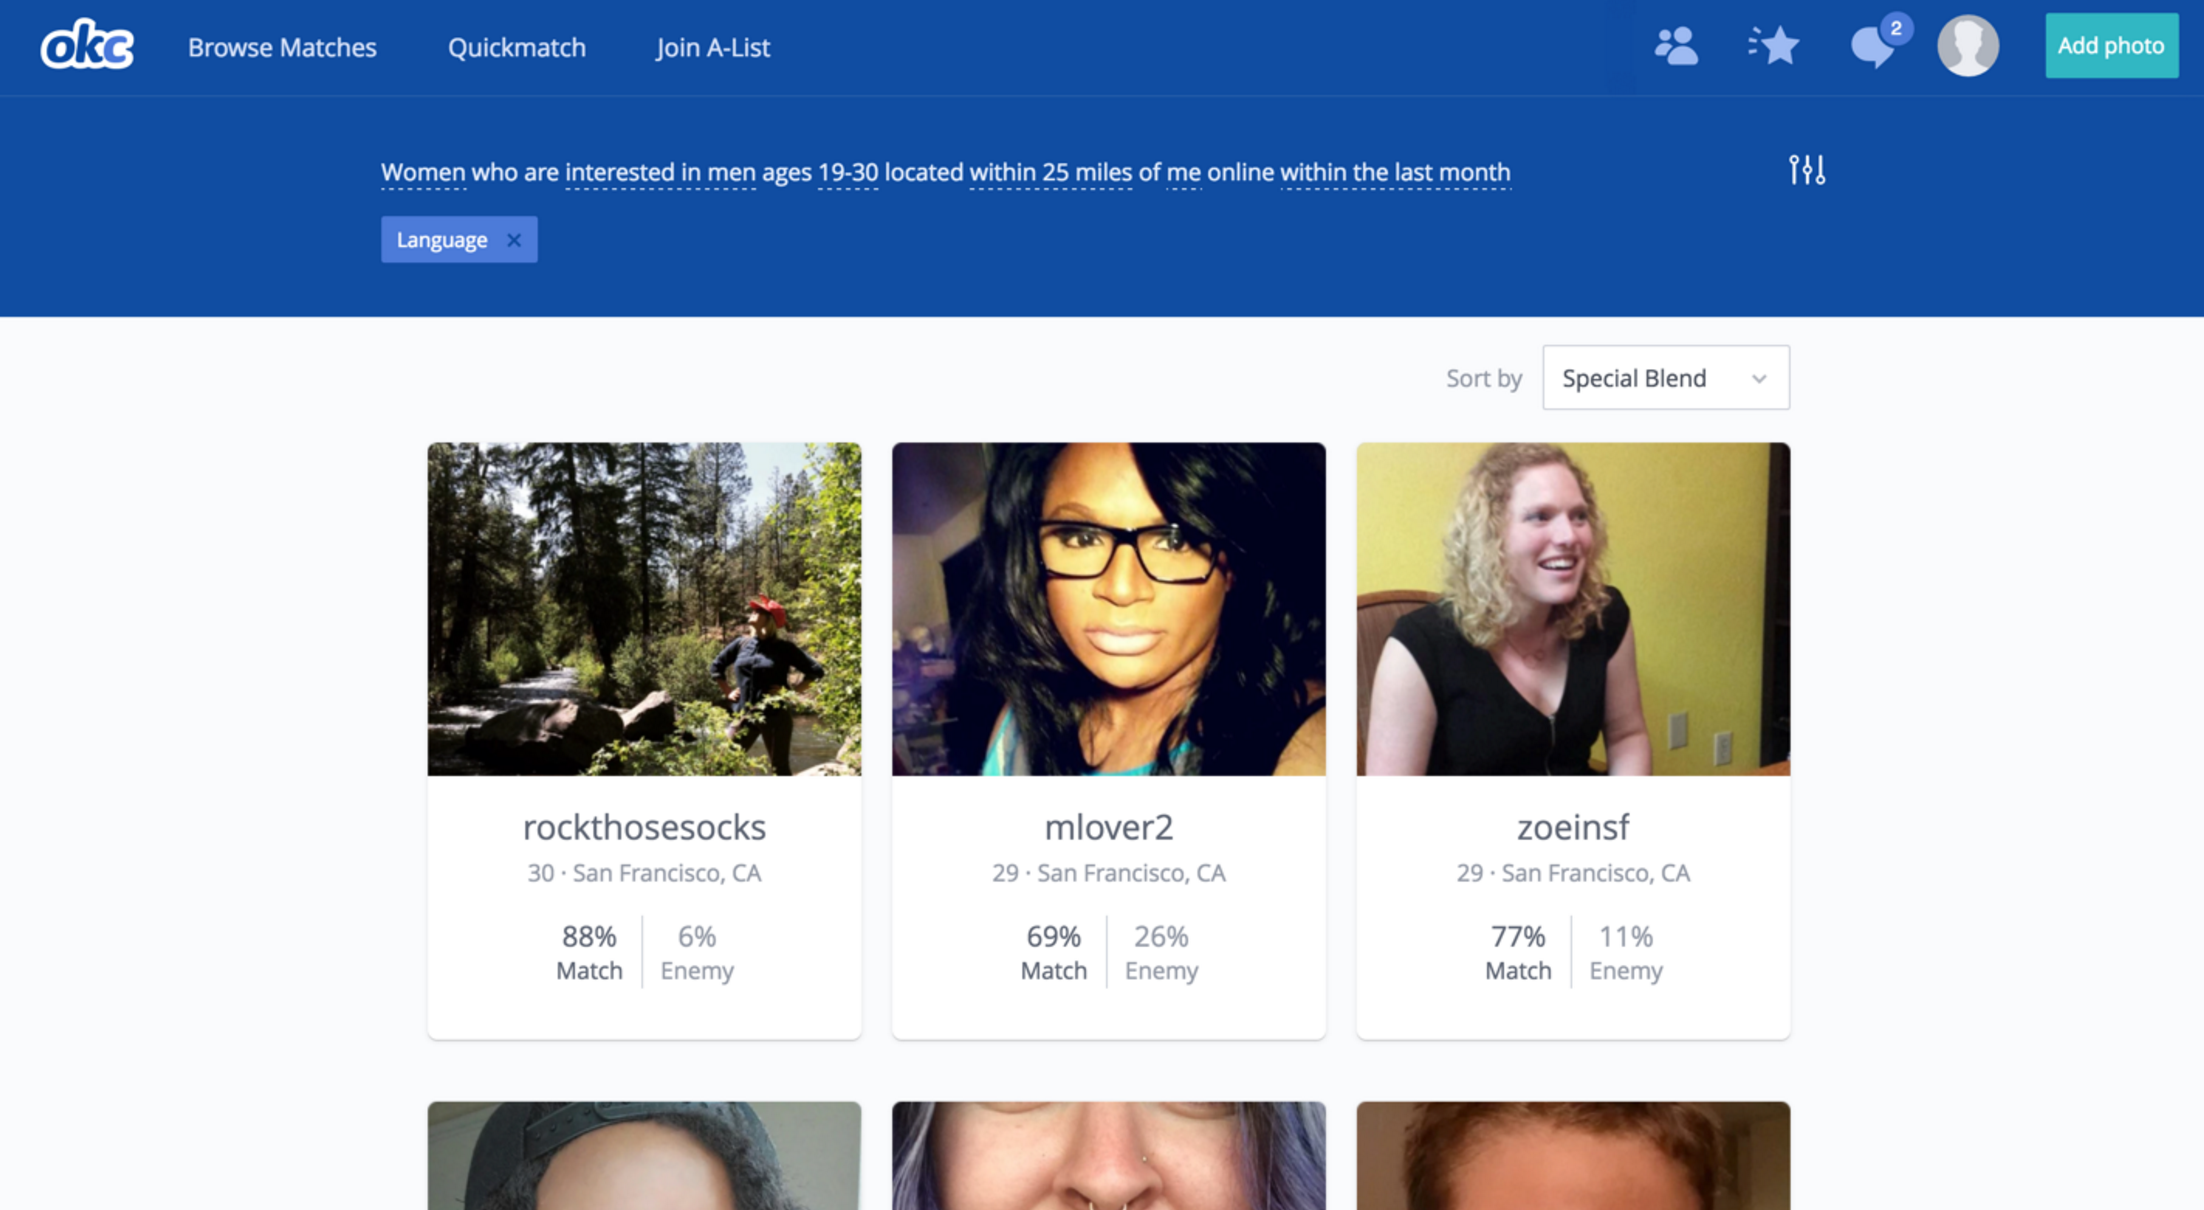 okc Browse Matches Quickmatch Join A-List 2 Add photo
Women who are interested in men ages 19-30 located within 25 miles of me online within the last month
Language ×
Sort by Special Blend
rockthosesocks
30 · San Francisco, CA
88% 6%
Match Enemy
mlover2
29 · San Francisco, CA
69% 26%
Match Enemy
zoeinsf
29 · San Francisco, CA
77% 11%
Match Enemy